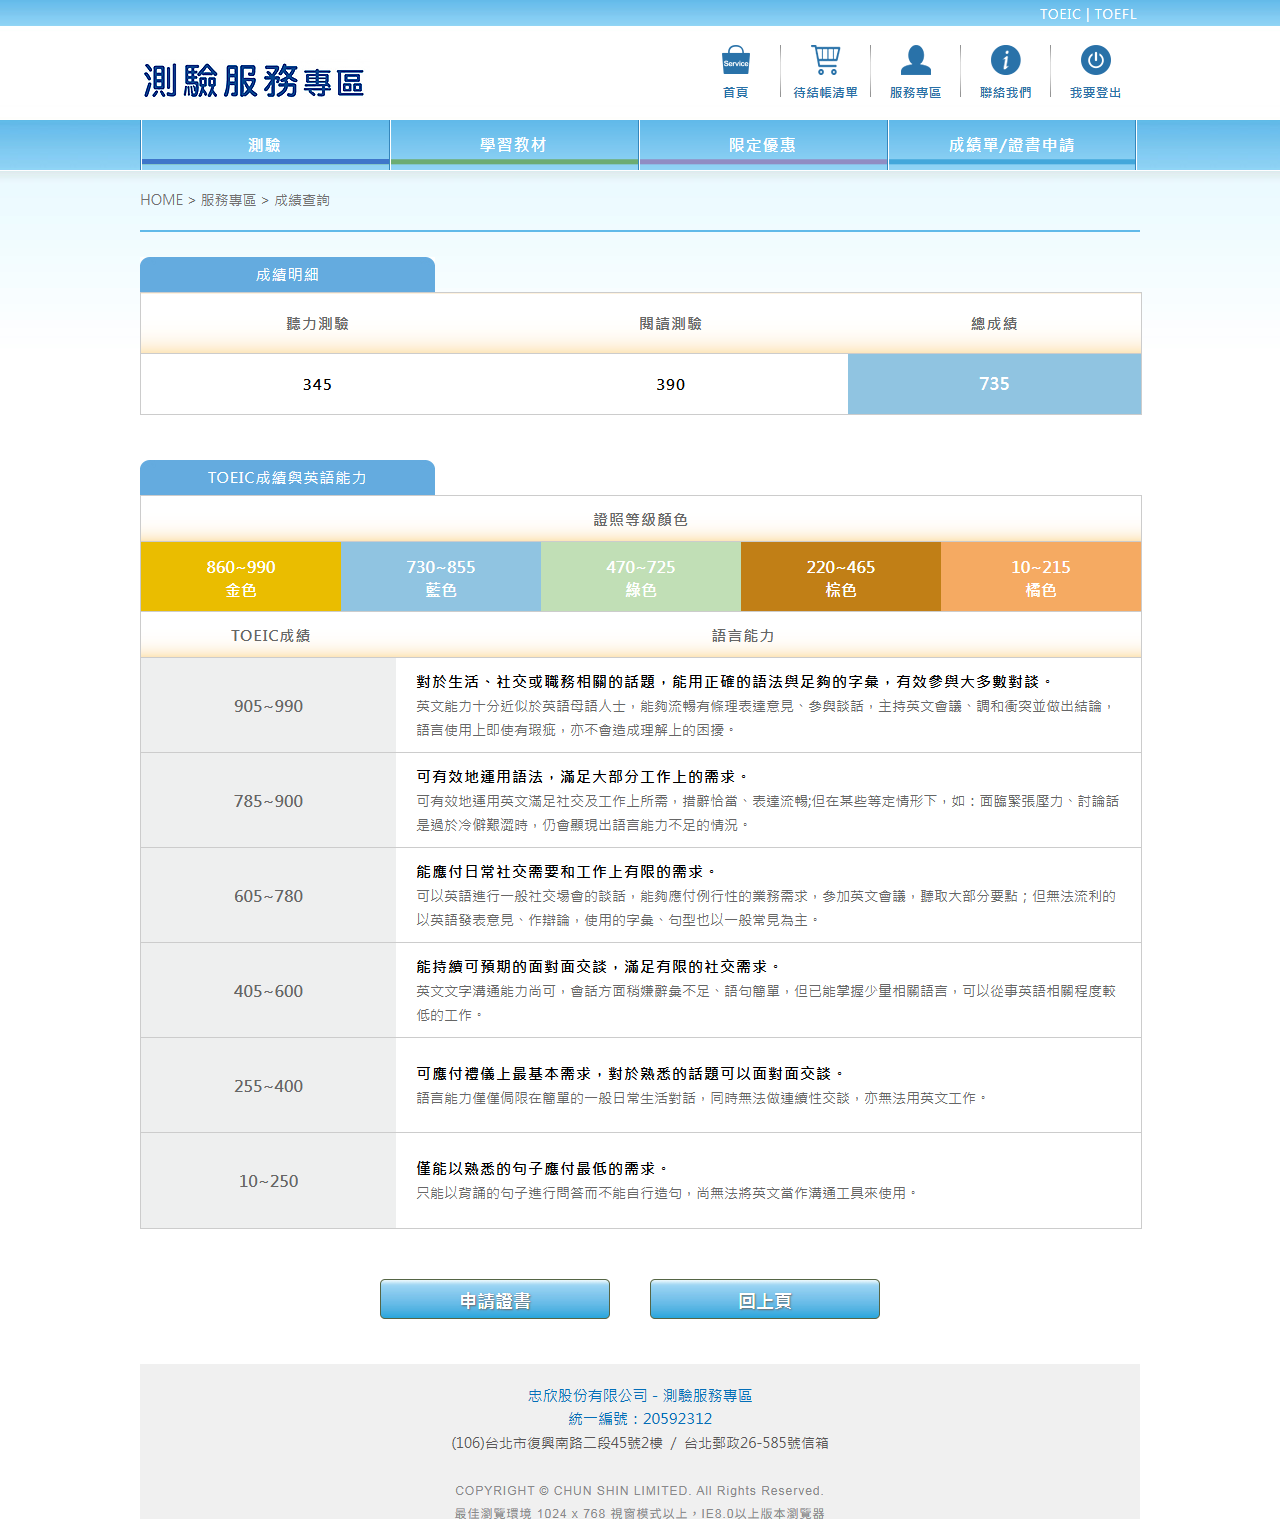 TOEIC | TOEFL
測驗服務專區
Service
首頁
待結帳清單
服務專區
聯絡我們
我要登出
測驗
學習教材
限定優惠
成績單/證書申請
HOME > 服務專區 > 成績查詢
成績明細
聽力測驗
閱讀測驗
總成績
345
390
735
TOEIC成績與英語能力
證照等級顏色
860~990
金色
730~855
藍色
470~725
綠色
220~465
棕色
10~215
橘色
TOEIC成績
語言能力
905~990
對於生活、社交或職務相關的話題，能用正確的語法與足夠的字彙，有效參與大多數對談。
英文能力十分近似於英語母語人士，能夠流暢有條理表達意見、參與談話，主持英文會議、調和衝突並做出結論，
語言使用上即使有瑕疵，亦不會造成理解上的困擾。
785~900
可有效地運用語法，滿足大部分工作上的需求。
可有效地運用英文滿足社交及工作上所需，措辭恰當、表達流暢;但在某些等定情形下，如：面臨緊張壓力、討論話
是過於冷僻艱澀時，仍會顯現出語言能力不足的情況。
605~780
能應付日常社交需要和工作上有限的需求。
可以英語進行一般社交場會的談話，能夠應付例行性的業務需求，參加英文會議，聽取大部分要點；但無法流利的
以英語發表意見、作辯論，使用的字彙、句型也以一般常見為主。
405~600
能持續可預期的面對面交談，滿足有限的社交需求。
英文文字溝通能力尚可，會話方面稍嫌辭彙不足、語句簡單，但已能掌握少量相關語言，可以從事英語相關程度較
低的工作。
255~400
可應付禮儀上最基本需求，對於熟悉的話題可以面對面交談。
語言能力僅僅侷限在簡單的一般日常生活對話，同時無法做連續性交談，亦無法用英文工作。
10~250
僅能以熟悉的句子應付最低的需求。
只能以背誦的句子進行問答而不能自行造句，尚無法將英文當作溝通工具來使用。
申請證書
回上頁
忠欣股份有限公司 - 測驗服務專區
統一編號：20592312
(106)台北市復興南路二段45號2樓 / 台北郵政26-585號信箱
COPYRIGHT © CHUN SHIN LIMITED. All Rights Reserved.
最佳瀏覽環境 1024 x 768 視窗模式以上，IE8.0以上版本瀏覽器